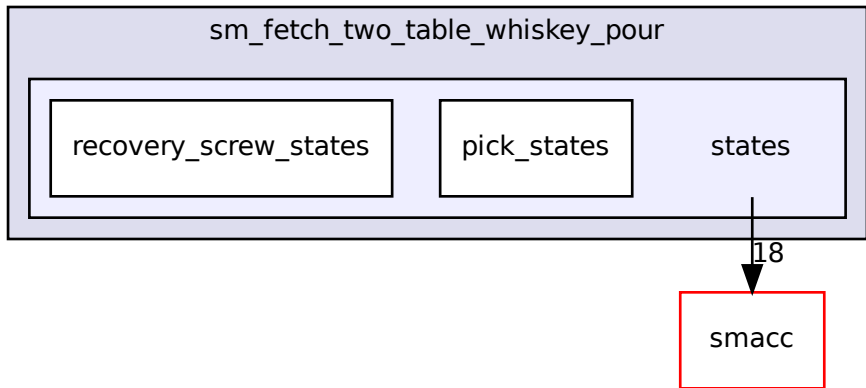 sm_fetch_two_table_whiskey_pour
recovery_screw_states
pick_states
states
18
smacc